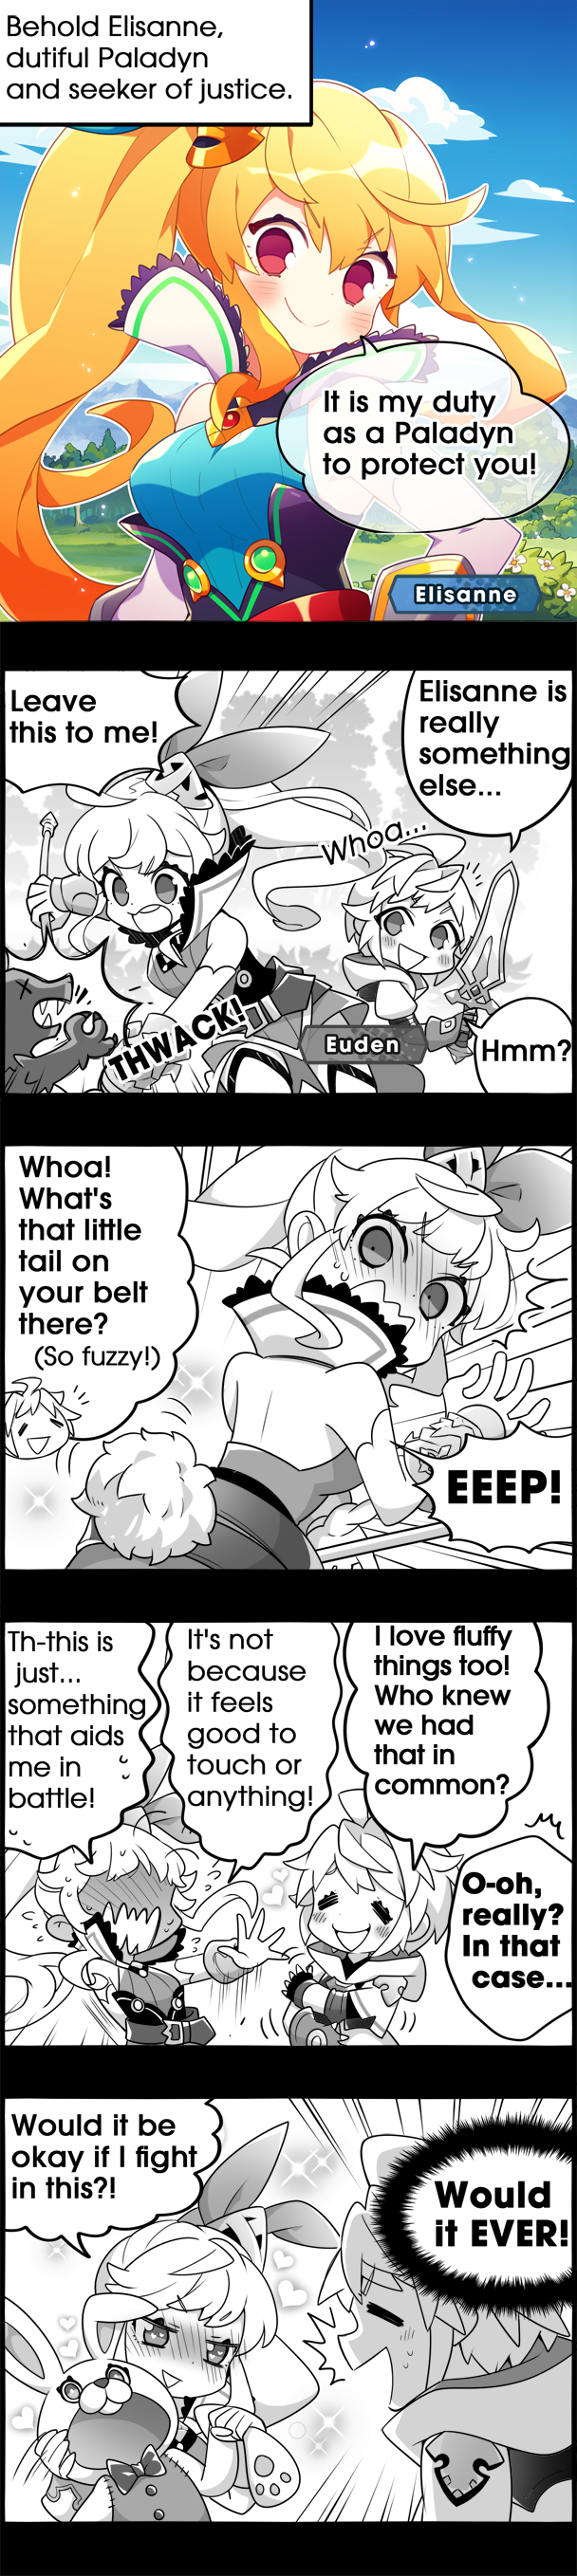 Behold Elisanne,
dutiful Paladyn
and seeker of justice.
It is my duty
as a Paladyn
to protect you!
Elisanne
Leave
this to me!
Elisanne is
really
something
else...
Whoa...
THWACK!
Euden
Hmm?
Whoa!
What's
that little
tail on
your belt
there?
(So fuzzy!)
EEEP!
Th-this is
just...
something
that aids
me in
battle!
It's not
because
it feels
good to
touch or
anything!
I love fluffy
things too!
Who knew
we had
that in
common?
O-oh,
really?
In that
case...
Would it be
okay if I fight
in this?!
Would
it EVER!